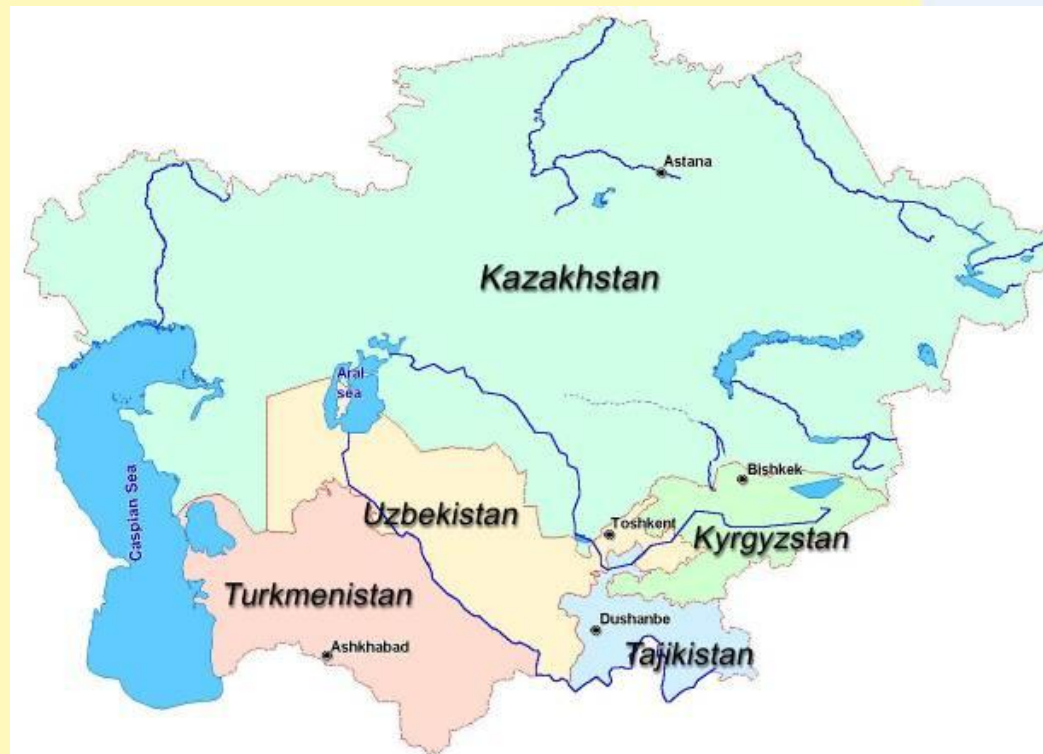 Astana
Kazakhstan
Aral
sea
Bishkek
Caspian Sea
Uzbekistan
Toshkent
Kyrgyzstan
Turkmenistan
Dushanbe
Ashkhabad
Tajikistan